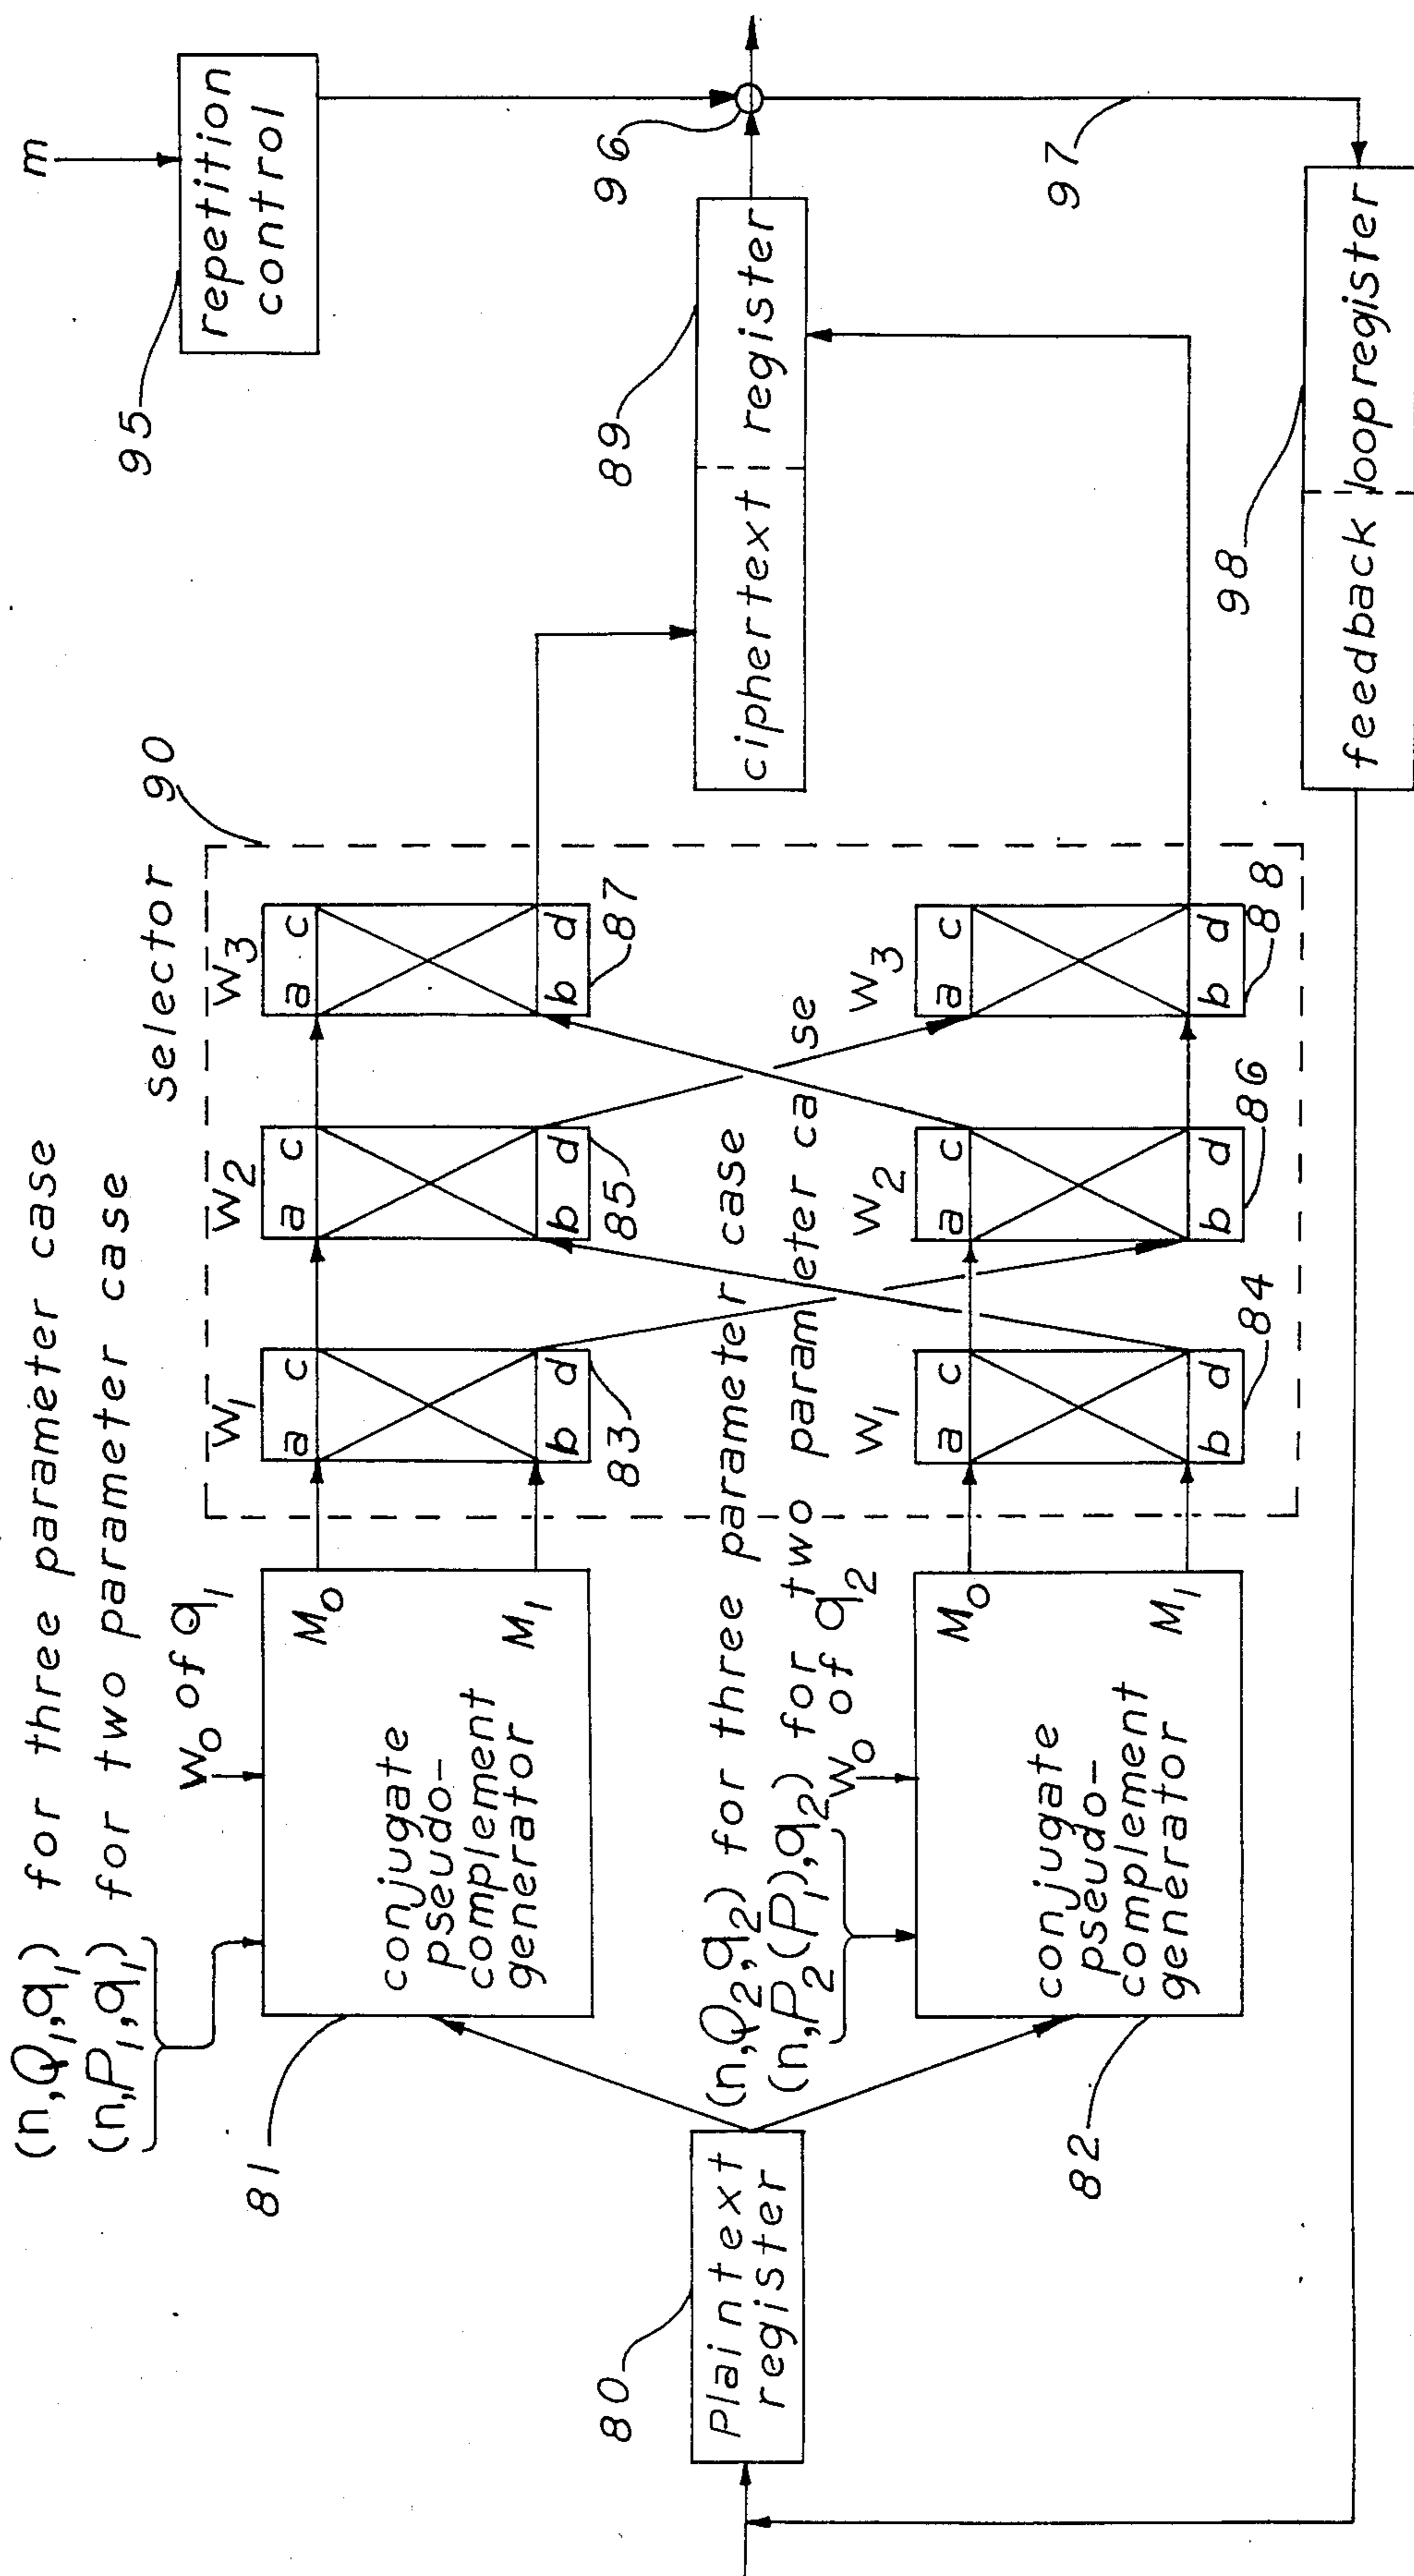 (n,Q₁,q₁) for three parameter case
(n,P₁,q₁) for two parameter case
w₀ of q₁
81
conjugate
pseudo-
complement
generator
M₀
M₁
selector
90
w₁
a c
b d
83
w₂
a c
b d
85
w₃
a c
b d
87
m
95
repetition
control
80
Plaintext
register
(n,Q₂,q₂) for three parameter case
(n,P₂(P₁),q₂) for two parameter case
w₀ of q₂
82
conjugate
pseudo-
complement
generator
M₀
M₁
w₁
a c
b d
84
w₂
a c
b d
86
w₃
a c
b d
88
89
ciphertext register
96
97
98
feedback loop register